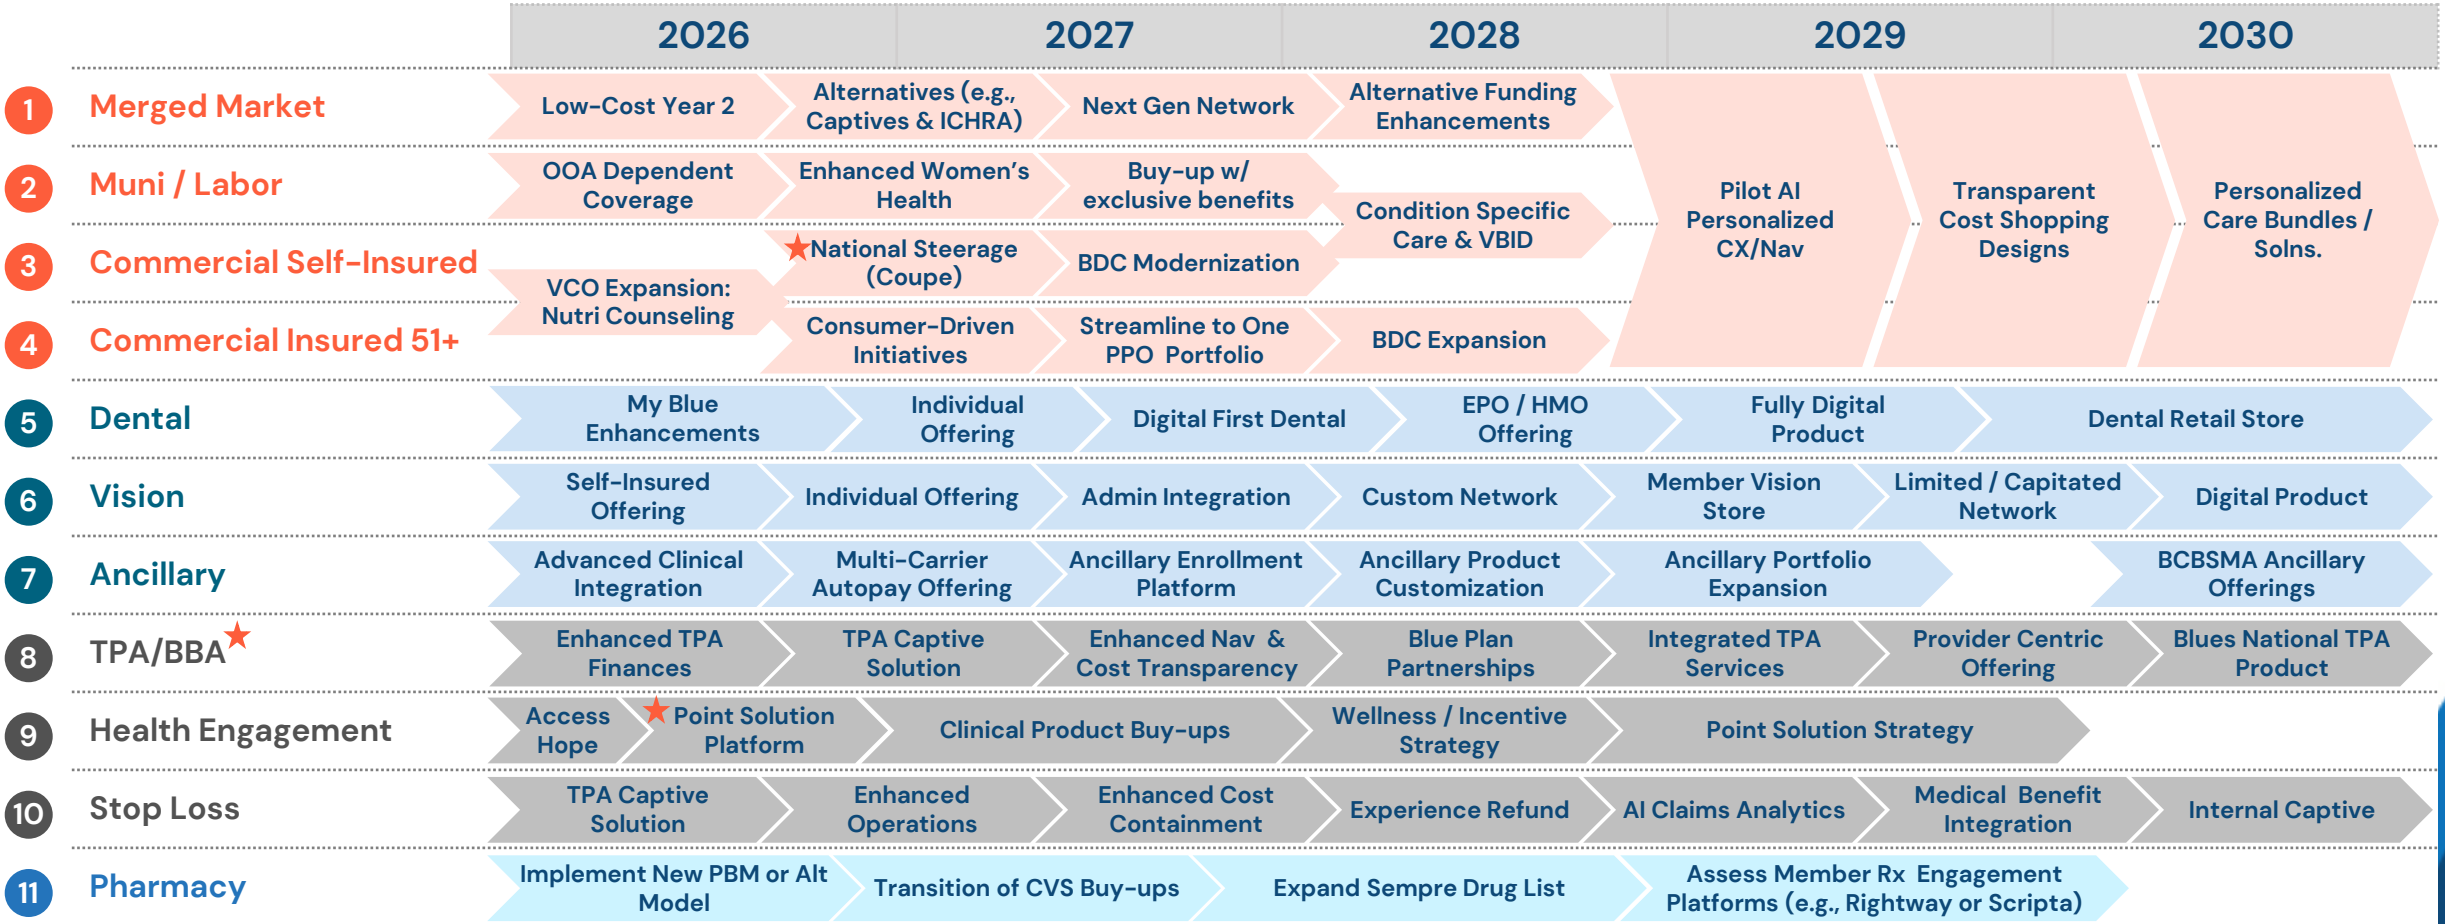 2026 2027 2028 2029 2030
1 Merged Market
Low-Cost Year 2
Alternatives (e.g.,
Captives & ICHRA)
Next Gen Network
Alternative Funding
Enhancements
2 Muni / Labor
OOA Dependent
Coverage
Enhanced Women's
Health
Buy-up w/
exclusive benefits
Condition Specific
Care & VBID
Pilot AI
Personalized
CX/Nav
Transparent
Cost Shopping
Designs
Personalized
Care Bundles /
Solns.
3 Commercial Self-Insured
VCO Expansion:
Nutri Counseling
National Steerage
(Coupe)
BDC Modernization
4 Commercial Insured 51+
Consumer-Driven
Initiatives
Streamline to One
PPO Portfolio
BDC Expansion
5 Dental
My Blue
Enhancements
Individual
Offering
Digital First Dental
EPO / HMO
Offering
Fully Digital
Product
Dental Retail Store
6 Vision
Self-Insured
Offering
Individual Offering
Admin Integration
Custom Network
Member Vision
Store
Limited / Capitated
Network
Digital Product
7 Ancillary
Advanced Clinical
Integration
Multi-Carrier
Autopay Offering
Ancillary Enrollment
Platform
Ancillary Product
Customization
Ancillary Portfolio
Expansion
BCBSMA Ancillary
Offerings
8 TPA/BBA
Enhanced TPA
Finances
TPA Captive
Solution
Enhanced Nav &
Cost Transparency
Blue Plan
Partnerships
Integrated TPA
Services
Provider Centric
Offering
Blues National TPA
Product
9 Health Engagement
Access
Hope
Point Solution
Platform
Clinical Product Buy-ups
Wellness / Incentive
Strategy
Point Solution Strategy
10 Stop Loss
TPA Captive
Solution
Enhanced
Operations
Enhanced Cost
Containment
Experience Refund
AI Claims Analytics
Medical Benefit
Integration
Internal Captive
11 Pharmacy
Implement New PBM or Alt
Model
Transition of CVS Buy-ups
Expand Sempre Drug List
Assess Member Rx Engagement
Platforms (e.g., Rightway or Scripta)